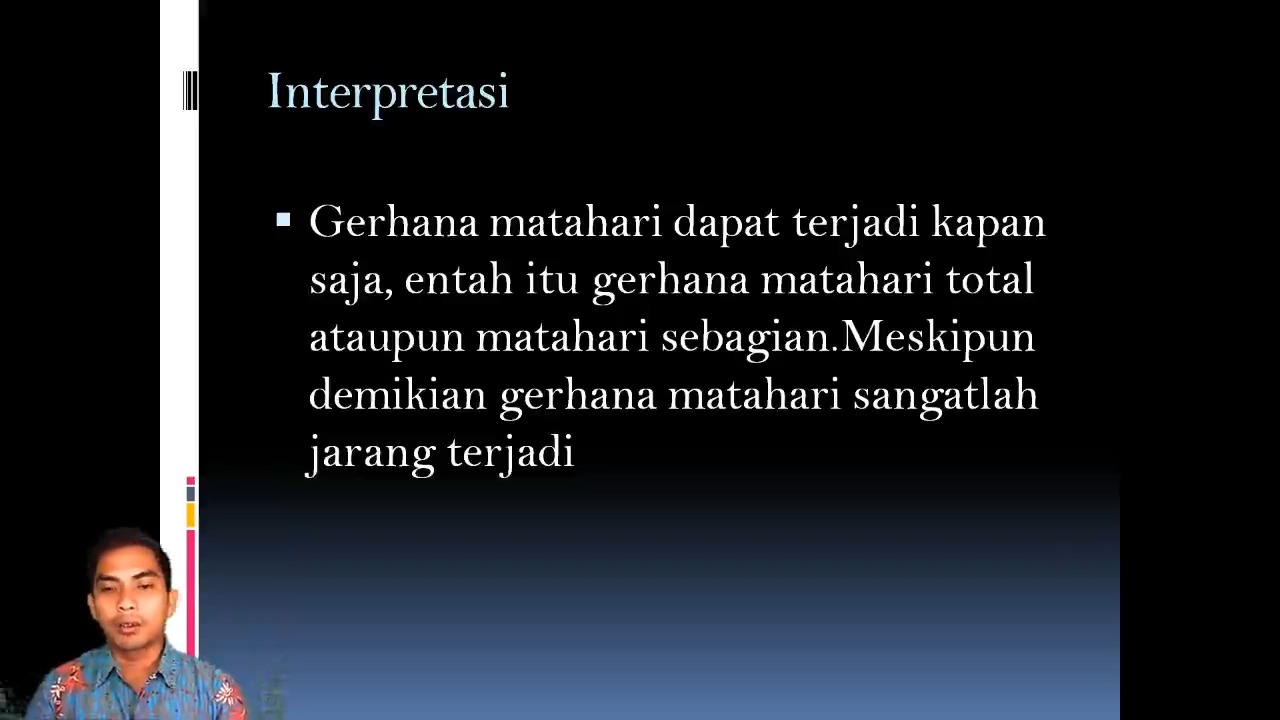 Interpretasi
Gerhana matahari dapat terjadi kapan
saja, entah itu gerhana matahari total
ataupun matahari sebagian.Meskipun
demikian gerhana matahari sangatlah
jarang terjadi